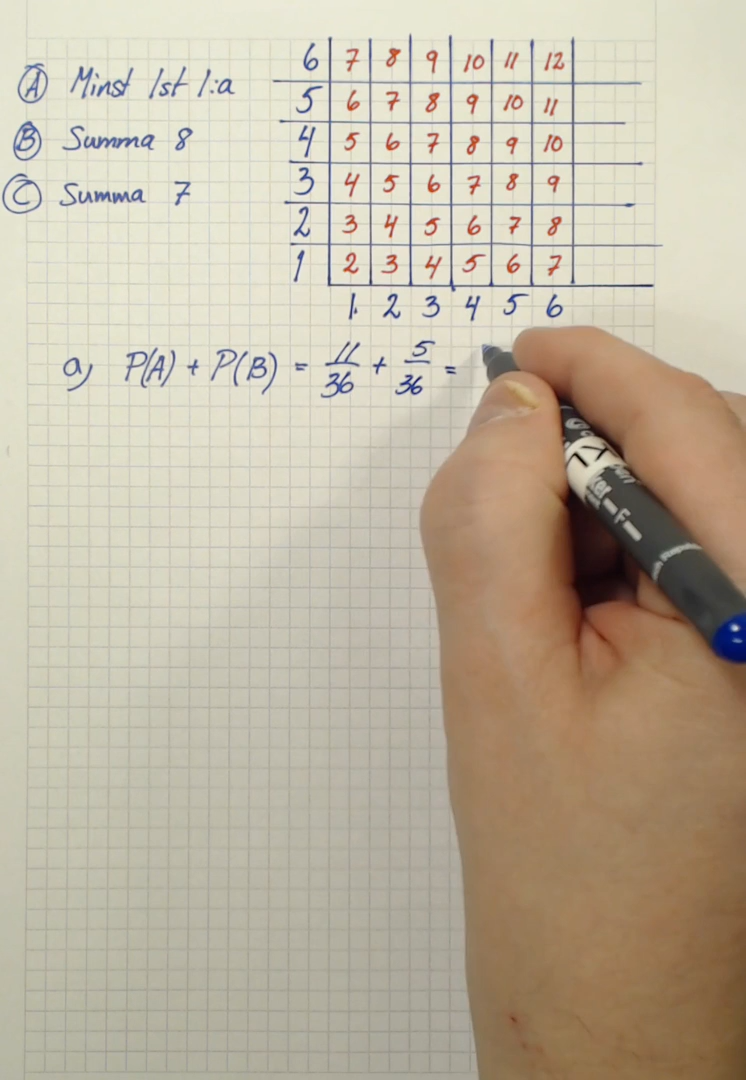 Ⓐ Minst 1st 1:a
Ⓑ Summa 8
Ⓒ Summa 7
6 7 8 9 10 11 12
5 6 7 8 9 10 11
4 5 6 7 8 9 10
3 4 5 6 7 8 9
2 3 4 5 6 7 8
1 2 3 4 5 6 7
1 2 3 4 5 6
a) P(A) + P(B) = 11/36 + 5/36 =